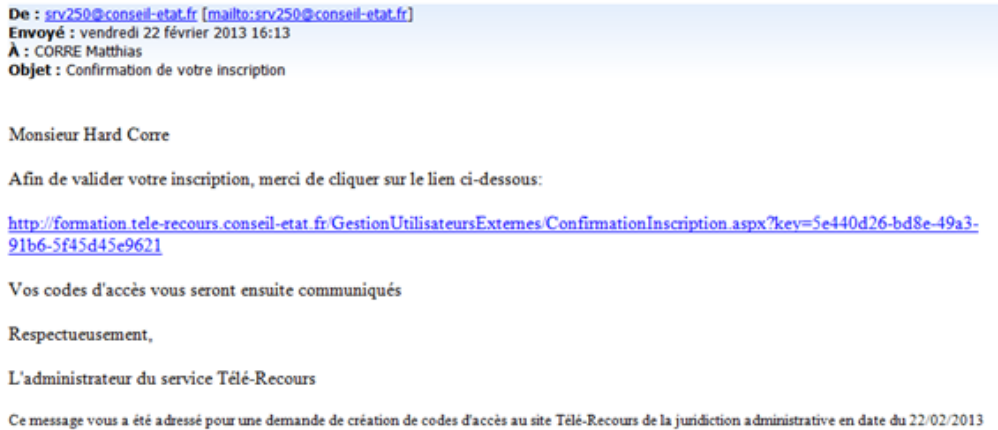 De : srv250@conseil-etat.fr [mailto:srv250@conseil-etat.fr]
Envoyé : vendredi 22 février 2013 16:13
À : CORRE Matthias
Objet : Confirmation de votre inscription
Monsieur Hard Corre
Afin de valider votre inscription, merci de cliquer sur le lien ci-dessous:
http://formation.tele-recours.conseil-etat.fr/GestionUtilisateursExternes/ConfirmationInscription.aspx?key=5e440d26-bd8e-49a3-
91b6-5f45d45e9621
Vos codes d'accès vous seront ensuite communiqués
Respectueusement,
L'administrateur du service Télé-Recours
Ce message vous a été adressé pour une demande de création de codes d'accès au site Télé-Recours de la juridiction administrative en date du 22/02/2013